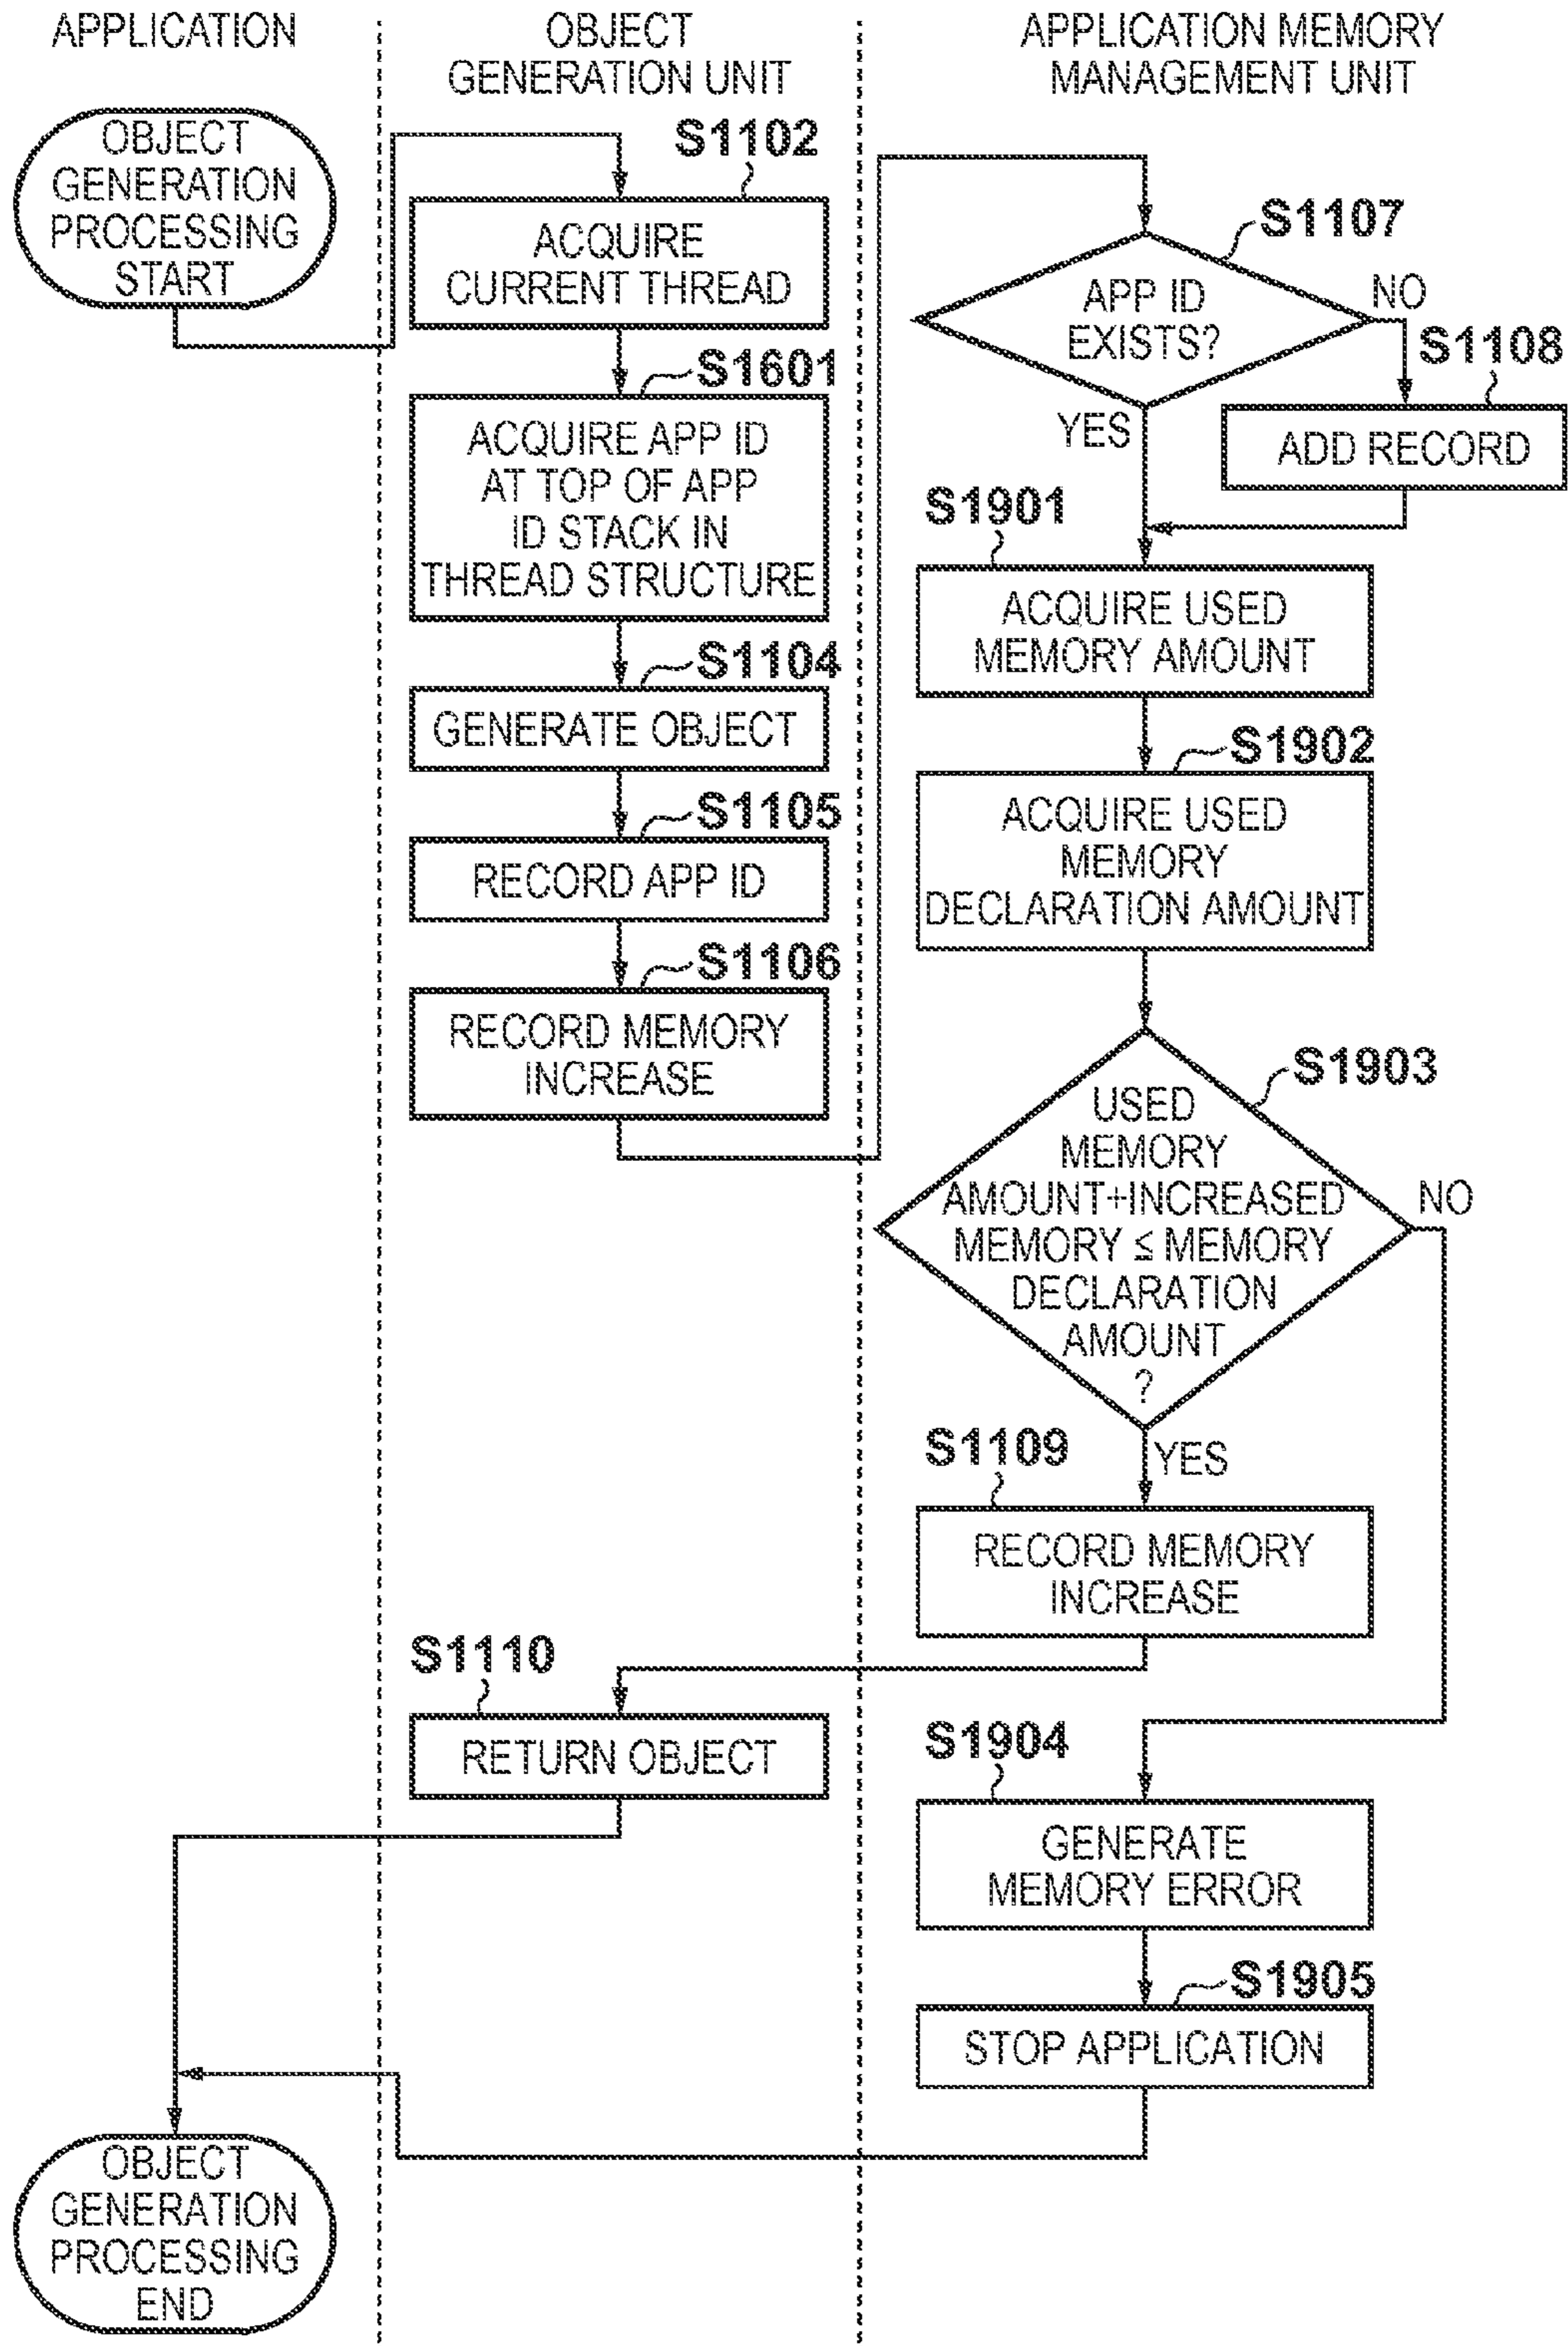 APPLICATION
OBJECT
GENERATION UNIT
APPLICATION MEMORY
MANAGEMENT UNIT
OBJECT
GENERATION
PROCESSING
START
S1102
ACQUIRE
CURRENT THREAD
S1601
ACQUIRE APP ID
AT TOP OF APP
ID STACK IN
THREAD STRUCTURE
S1104
GENERATE OBJECT
S1105
RECORD APP ID
S1106
RECORD MEMORY
INCREASE
S1107
APP ID
EXISTS?
NO
YES
S1108
ADD RECORD
S1901
ACQUIRE USED
MEMORY AMOUNT
S1902
ACQUIRE USED
MEMORY
DECLARATION AMOUNT
S1903
USED
MEMORY
AMOUNT+INCREASED
MEMORY ≤ MEMORY
DECLARATION
AMOUNT
?
NO
YES
S1109
RECORD MEMORY
INCREASE
S1110
RETURN OBJECT
S1904
GENERATE
MEMORY ERROR
S1905
STOP APPLICATION
OBJECT
GENERATION
PROCESSING
END